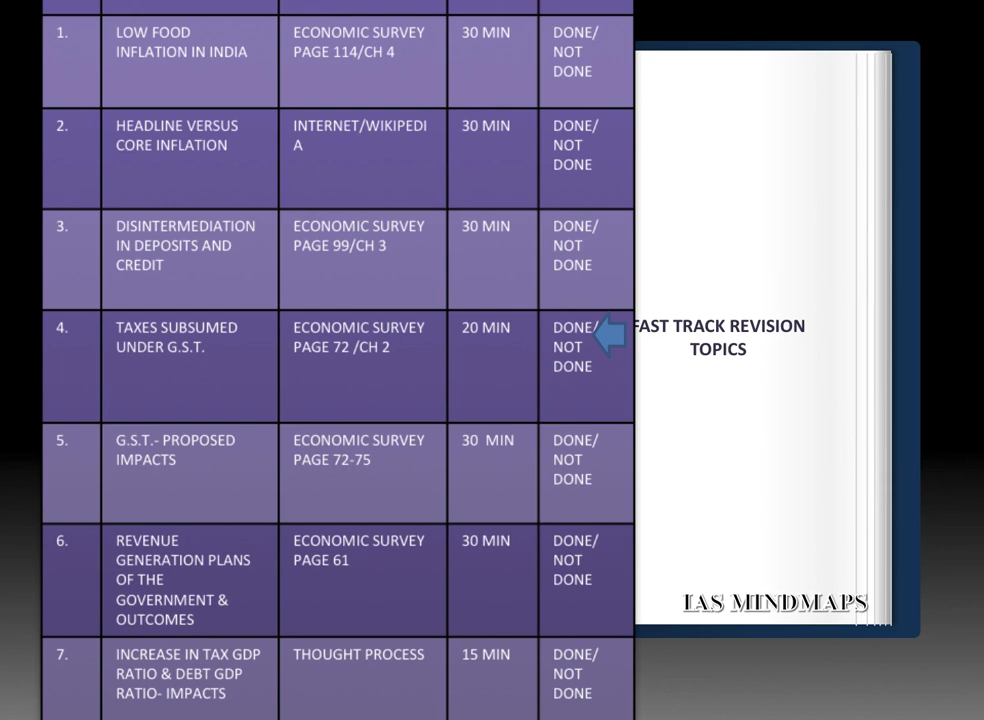 1.
LOW FOOD
INFLATION IN INDIA
ECONOMIC SURVEY
PAGE 114/CH 4
30 MIN
DONE/
NOT
DONE
2.
HEADLINE VERSUS
CORE INFLATION
INTERNET/WIKIPEDI
A
30 MIN
DONE/
NOT
DONE
3.
DISINTERMEDIATION
IN DEPOSITS AND
CREDIT
ECONOMIC SURVEY
PAGE 99/CH 3
30 MIN
DONE/
NOT
DONE
4.
TAXES SUBSUMED
UNDER G.S.T.
ECONOMIC SURVEY
PAGE 72 /CH 2
20 MIN
DONE/
NOT
DONE
5.
G.S.T.- PROPOSED
IMPACTS
ECONOMIC SURVEY
PAGE 72-75
30 MIN
DONE/
NOT
DONE
6.
REVENUE
GENERATION PLANS
OF THE
GOVERNMENT &
OUTCOMES
ECONOMIC SURVEY
PAGE 61
30 MIN
DONE/
NOT
DONE
7.
INCREASE IN TAX GDP
RATIO & DEBT GDP
RATIO- IMPACTS
THOUGHT PROCESS
15 MIN
DONE/
NOT
DONE
FAST TRACK REVISION
TOPICS
IAS MINDMAPS